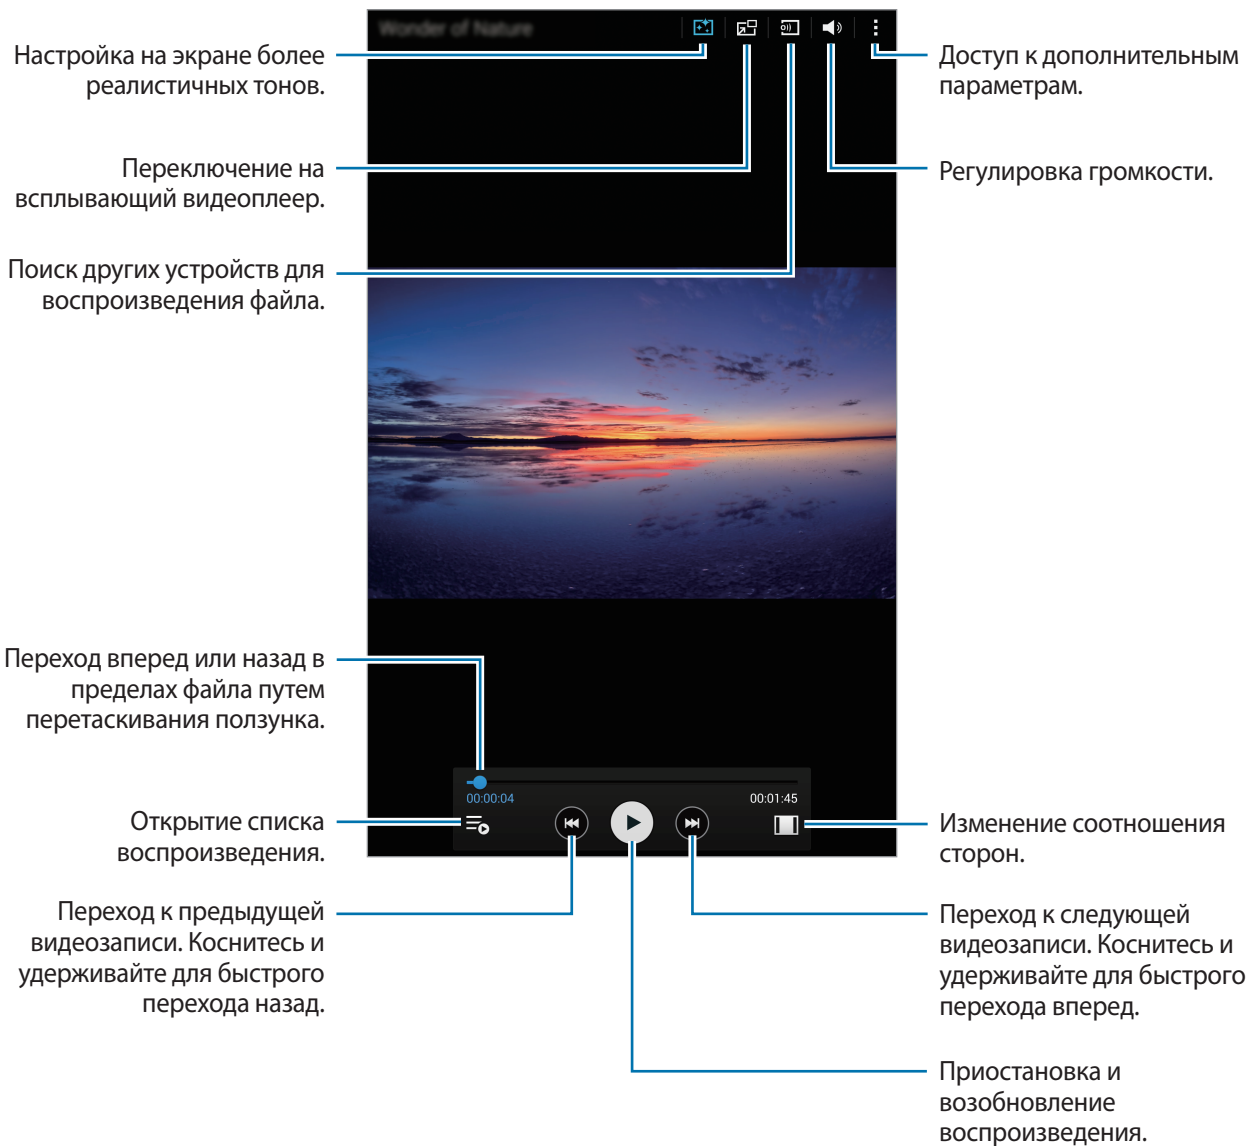 Wonder of Nature
Настройка на экране более
реалистичных тонов.
Переключение на
всплывающий видеоплеер.
Поиск других устройств для
воспроизведения файла.
Доступ к дополнительным
параметрам.
Регулировка громкости.
Переход вперед или назад в
пределах файла путем
перетаскивания ползунка.
00:00:04
00:01:45
Открытие списка
воспроизведения.
Переход к предыдущей
видеозаписи. Коснитесь и
удерживайте для быстрого
перехода назад.
Изменение соотношения
сторон.
Переход к следующей
видеозаписи. Коснитесь и
удерживайте для быстрого
перехода вперед.
Приостановка и
возобновление
воспроизведения.